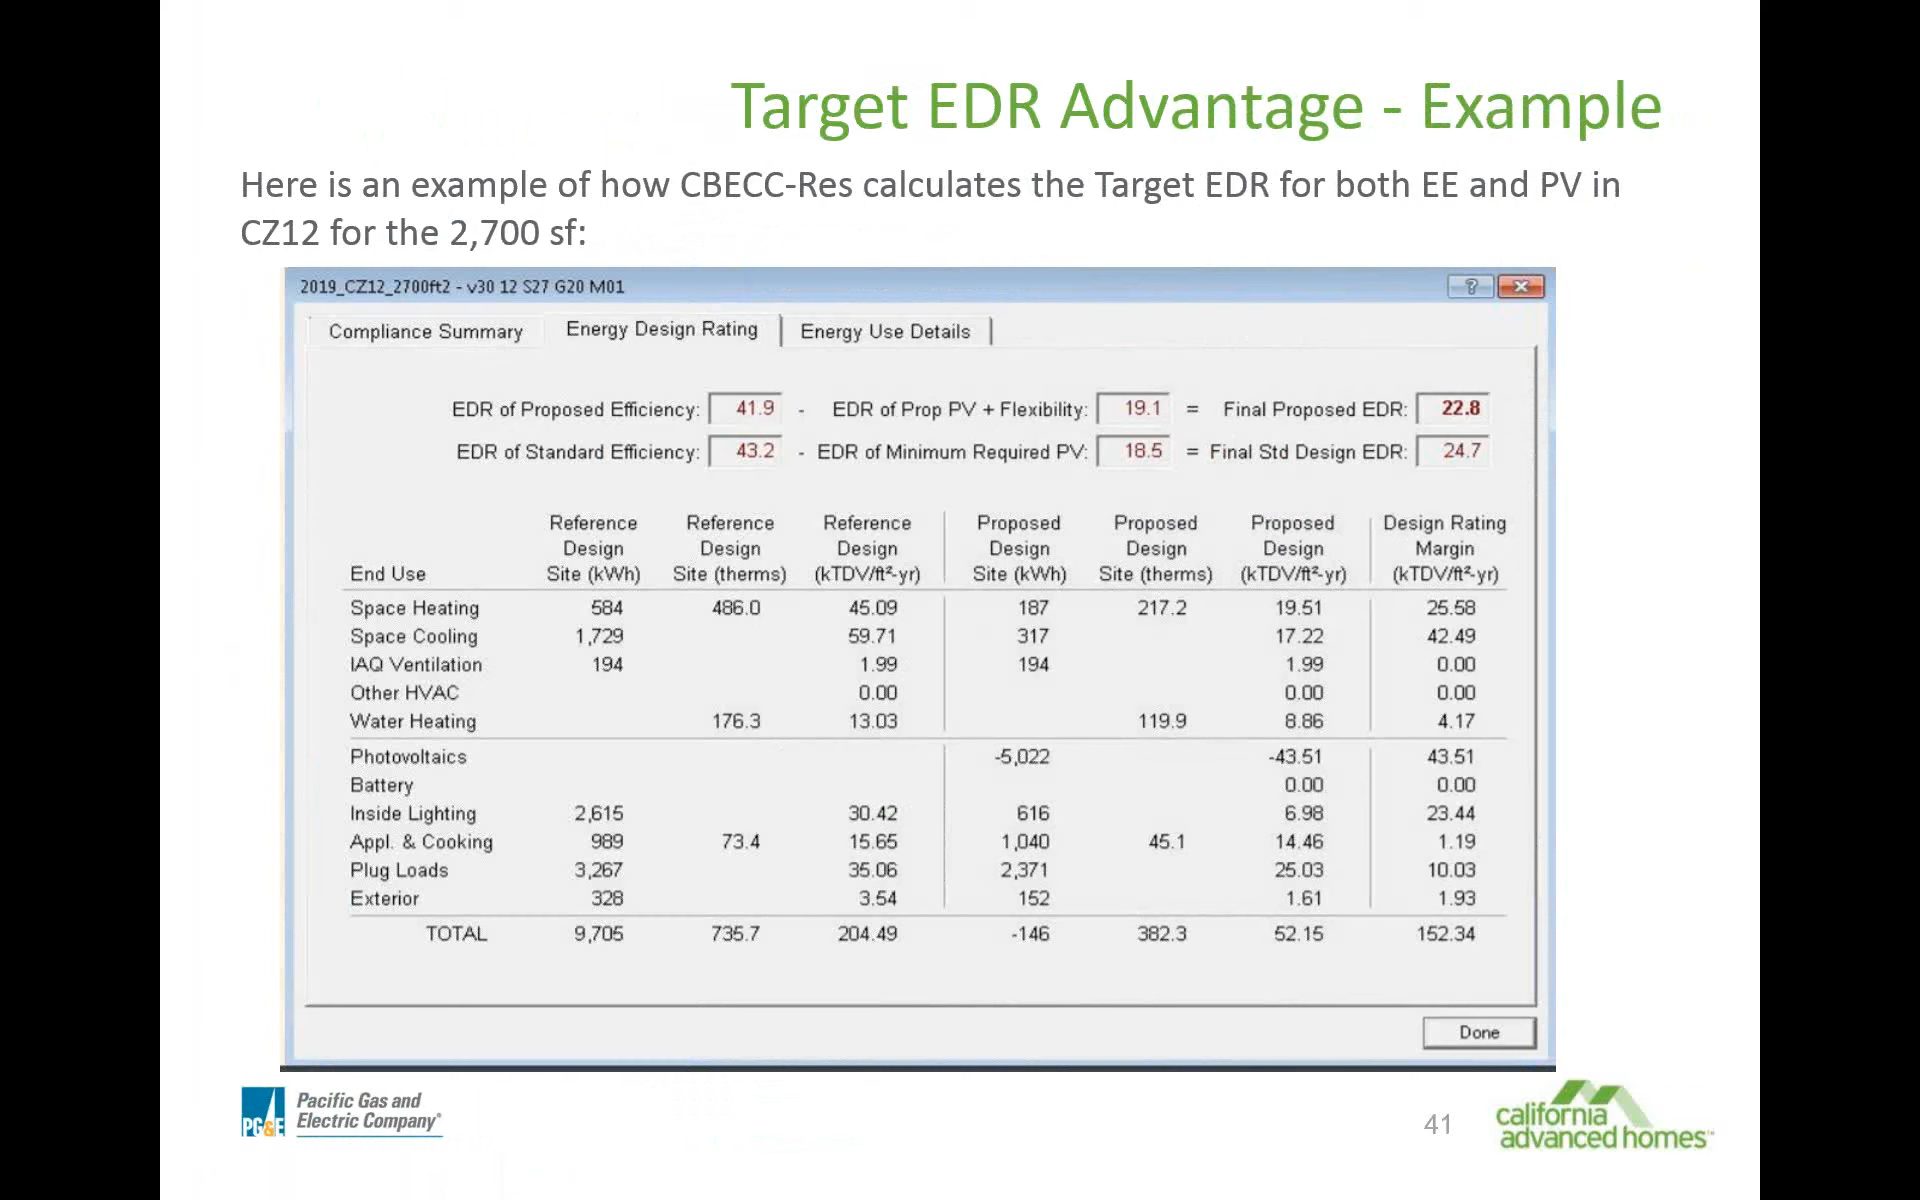 Target EDR Advantage - Example
Here is an example of how CBECC-Res calculates the Target EDR for both EE and PV in
CZ12 for the 2,700 sf:
2019_CZ12_2700ft2 - v30 12 S27 G20 M01
?
Compliance Summary Energy Design Rating Energy Use Details
EDR of Proposed Efficiency: 41.9 - EDR of Prop PV + Flexibility: 19.1 = Final Proposed EDR: 22.8
EDR of Standard Efficiency: 43.2 - EDR of Minimum Required PV: 18.5 = Final Std Design EDR: 24.7
Reference Reference Reference Proposed Proposed Proposed Design Rating
Design Design Design Design Design Design Margin
End Use Site (kWh) Site (therms) (kTDV/ft²-yr) Site (kWh) Site (therms) (kTDV/ft²-yr) (kTDV/ft²-yr)
Space Heating 584 486.0 45.09 187 217.2 19.51 25.58
Space Cooling 1,729 59.71 317 17.22 42.49
IAQ Ventilation 194 1.99 194 1.99 0.00
Other HVAC 0.00 0.00 0.00
Water Heating 176.3 13.03 119.9 8.86 4.17
Photovoltaics -5,022 -43.51 43.51
Battery 0.00 0.00
Inside Lighting 2,615 30.42 616 6.98 23.44
Appl. & Cooking 989 73.4 15.65 1,040 45.1 14.46 1.19
Plug Loads 3,267 35.06 2,371 25.03 10.03
Exterior 328 3.54 152 1.61 1.93
TOTAL 9,705 735.7 204.49 -146 382.3 52.15 152.34
Done
PG&E
Pacific Gas and
Electric Company®
41
california
advanced homes™